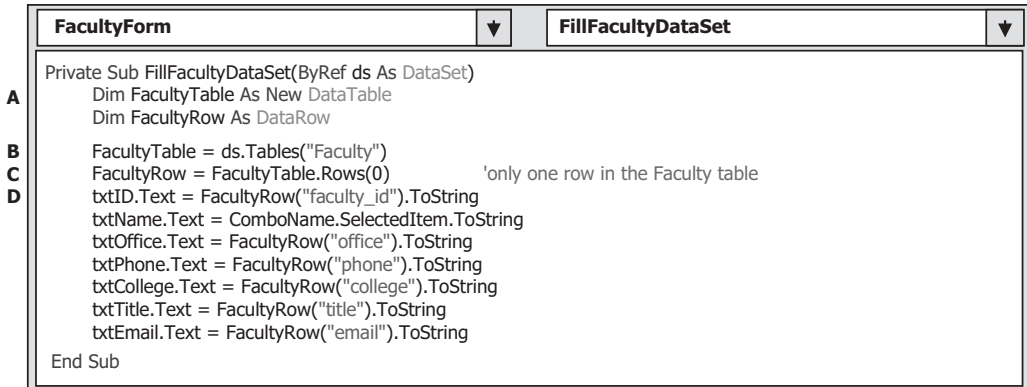 FacultyForm FillFacultyDataSet
Private Sub FillFacultyDataSet(ByRef ds As DataSet)
A Dim FacultyTable As New DataTable
Dim FacultyRow As DataRow
B FacultyTable = ds.Tables("Faculty")
C FacultyRow = FacultyTable.Rows(0) 'only one row in the Faculty table
D txtID.Text = FacultyRow("faculty_id").ToString
txtName.Text = ComboName.SelectedItem.ToString
txtOffice.Text = FacultyRow("office").ToString
txtPhone.Text = FacultyRow("phone").ToString
txtCollege.Text = FacultyRow("college").ToString
txtTitle.Text = FacultyRow("title").ToString
txtEmail.Text = FacultyRow("email").ToString
End Sub